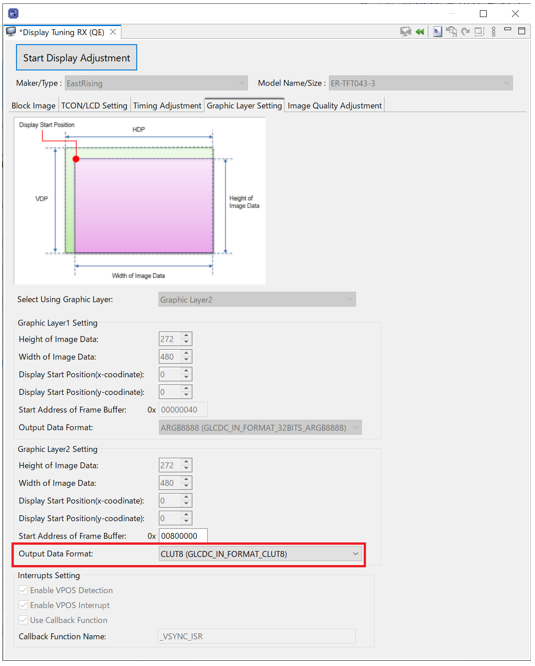 *Display Tuning RX (QE)
Start Display Adjustment
Maker/Type : EastRising Model Name/Size : ER-TFT043-3
Block Image TCON/LCD Setting Timing Adjustment Graphic Layer Setting Image Quality Adjustment
Display Start Position
HDP
VDP
Height of
Image Data
Width of Image Data
Select Using Graphic Layer: Graphic Layer2
Graphic Layer1 Setting
Height of Image Data: 272
Width of Image Data: 480
Display Start Position(x-coodinate): 0
Display Start Position(y-coodinate): 0
Start Address of Frame Buffer: 0x 00000040
Output Data Format: ARGB8888 (GLCDC_IN_FORMAT_32BITS_ARGB8888)
Graphic Layer2 Setting
Height of Image Data: 272
Width of Image Data: 480
Display Start Position(x-coodinate): 0
Display Start Position(y-coodinate): 0
Start Address of Frame Buffer: 0x 00800000
Output Data Format: CLUT8 (GLCDC_IN_FORMAT_CLUT8)
Interrupts Setting
Enable VPOS Detection
Enable VPOS Interrupt
Use Callback Function
Callback Function Name: _VSYNC_ISR